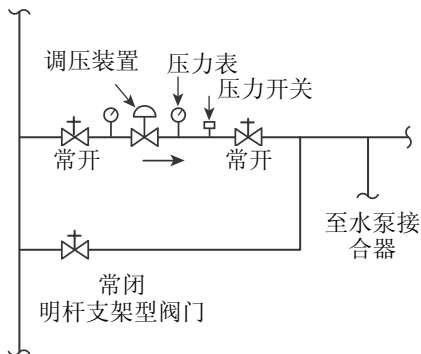 调压装置
压力表
压力开关
常开
常开
至水泵接
合器
常闭
明杆支架型阀门